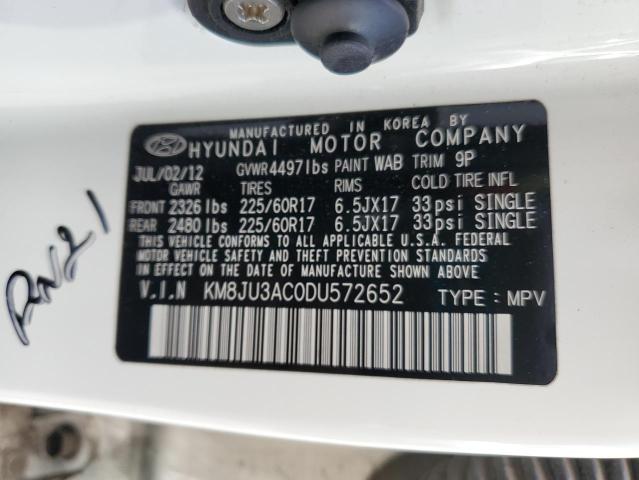 MANUFACTURED IN KOREA BY
HYUNDAI MOTOR COMPANY
JUL/02/12 GVWR 4497lbs PAINT WAB TRIM 9P
GAWR TIRES RIMS COLD TIRE INFL
FRONT 2326 lbs 225/60R17 6.5JX17 33psi SINGLE
REAR 2480 lbs 225/60R17 6.5JX17 33psi SINGLE
THIS VEHICLE CONFORMS TO ALL APPLICABLE U.S.A. FEDERAL
MOTOR VEHICLE SAFETY AND THEFT PREVENTION STANDARDS
IN EFFECT ON THE DATE OF MANUFACTURE SHOWN ABOVE.
V.I.N KM8JU3AC0DU572652 TYPE: MPV